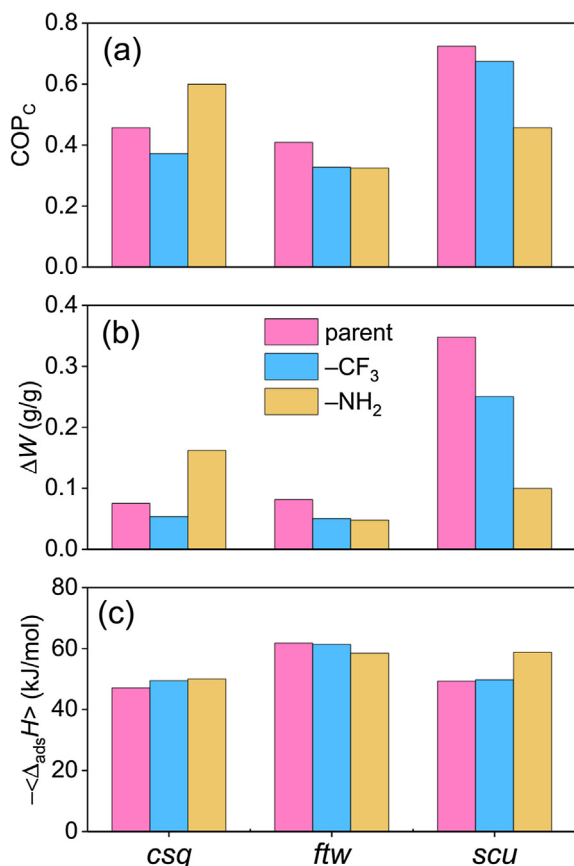 0.8
(a)
0.6
COP_C
0.4
0.2
0.0
0.4
(b)
parent
–CF₃
–NH₂
0.3
ΔW (g/g)
0.2
0.1
0.0
80
(c)
60
–<Δ_adsH> (kJ/mol)
40
20
0
csq ftw scu